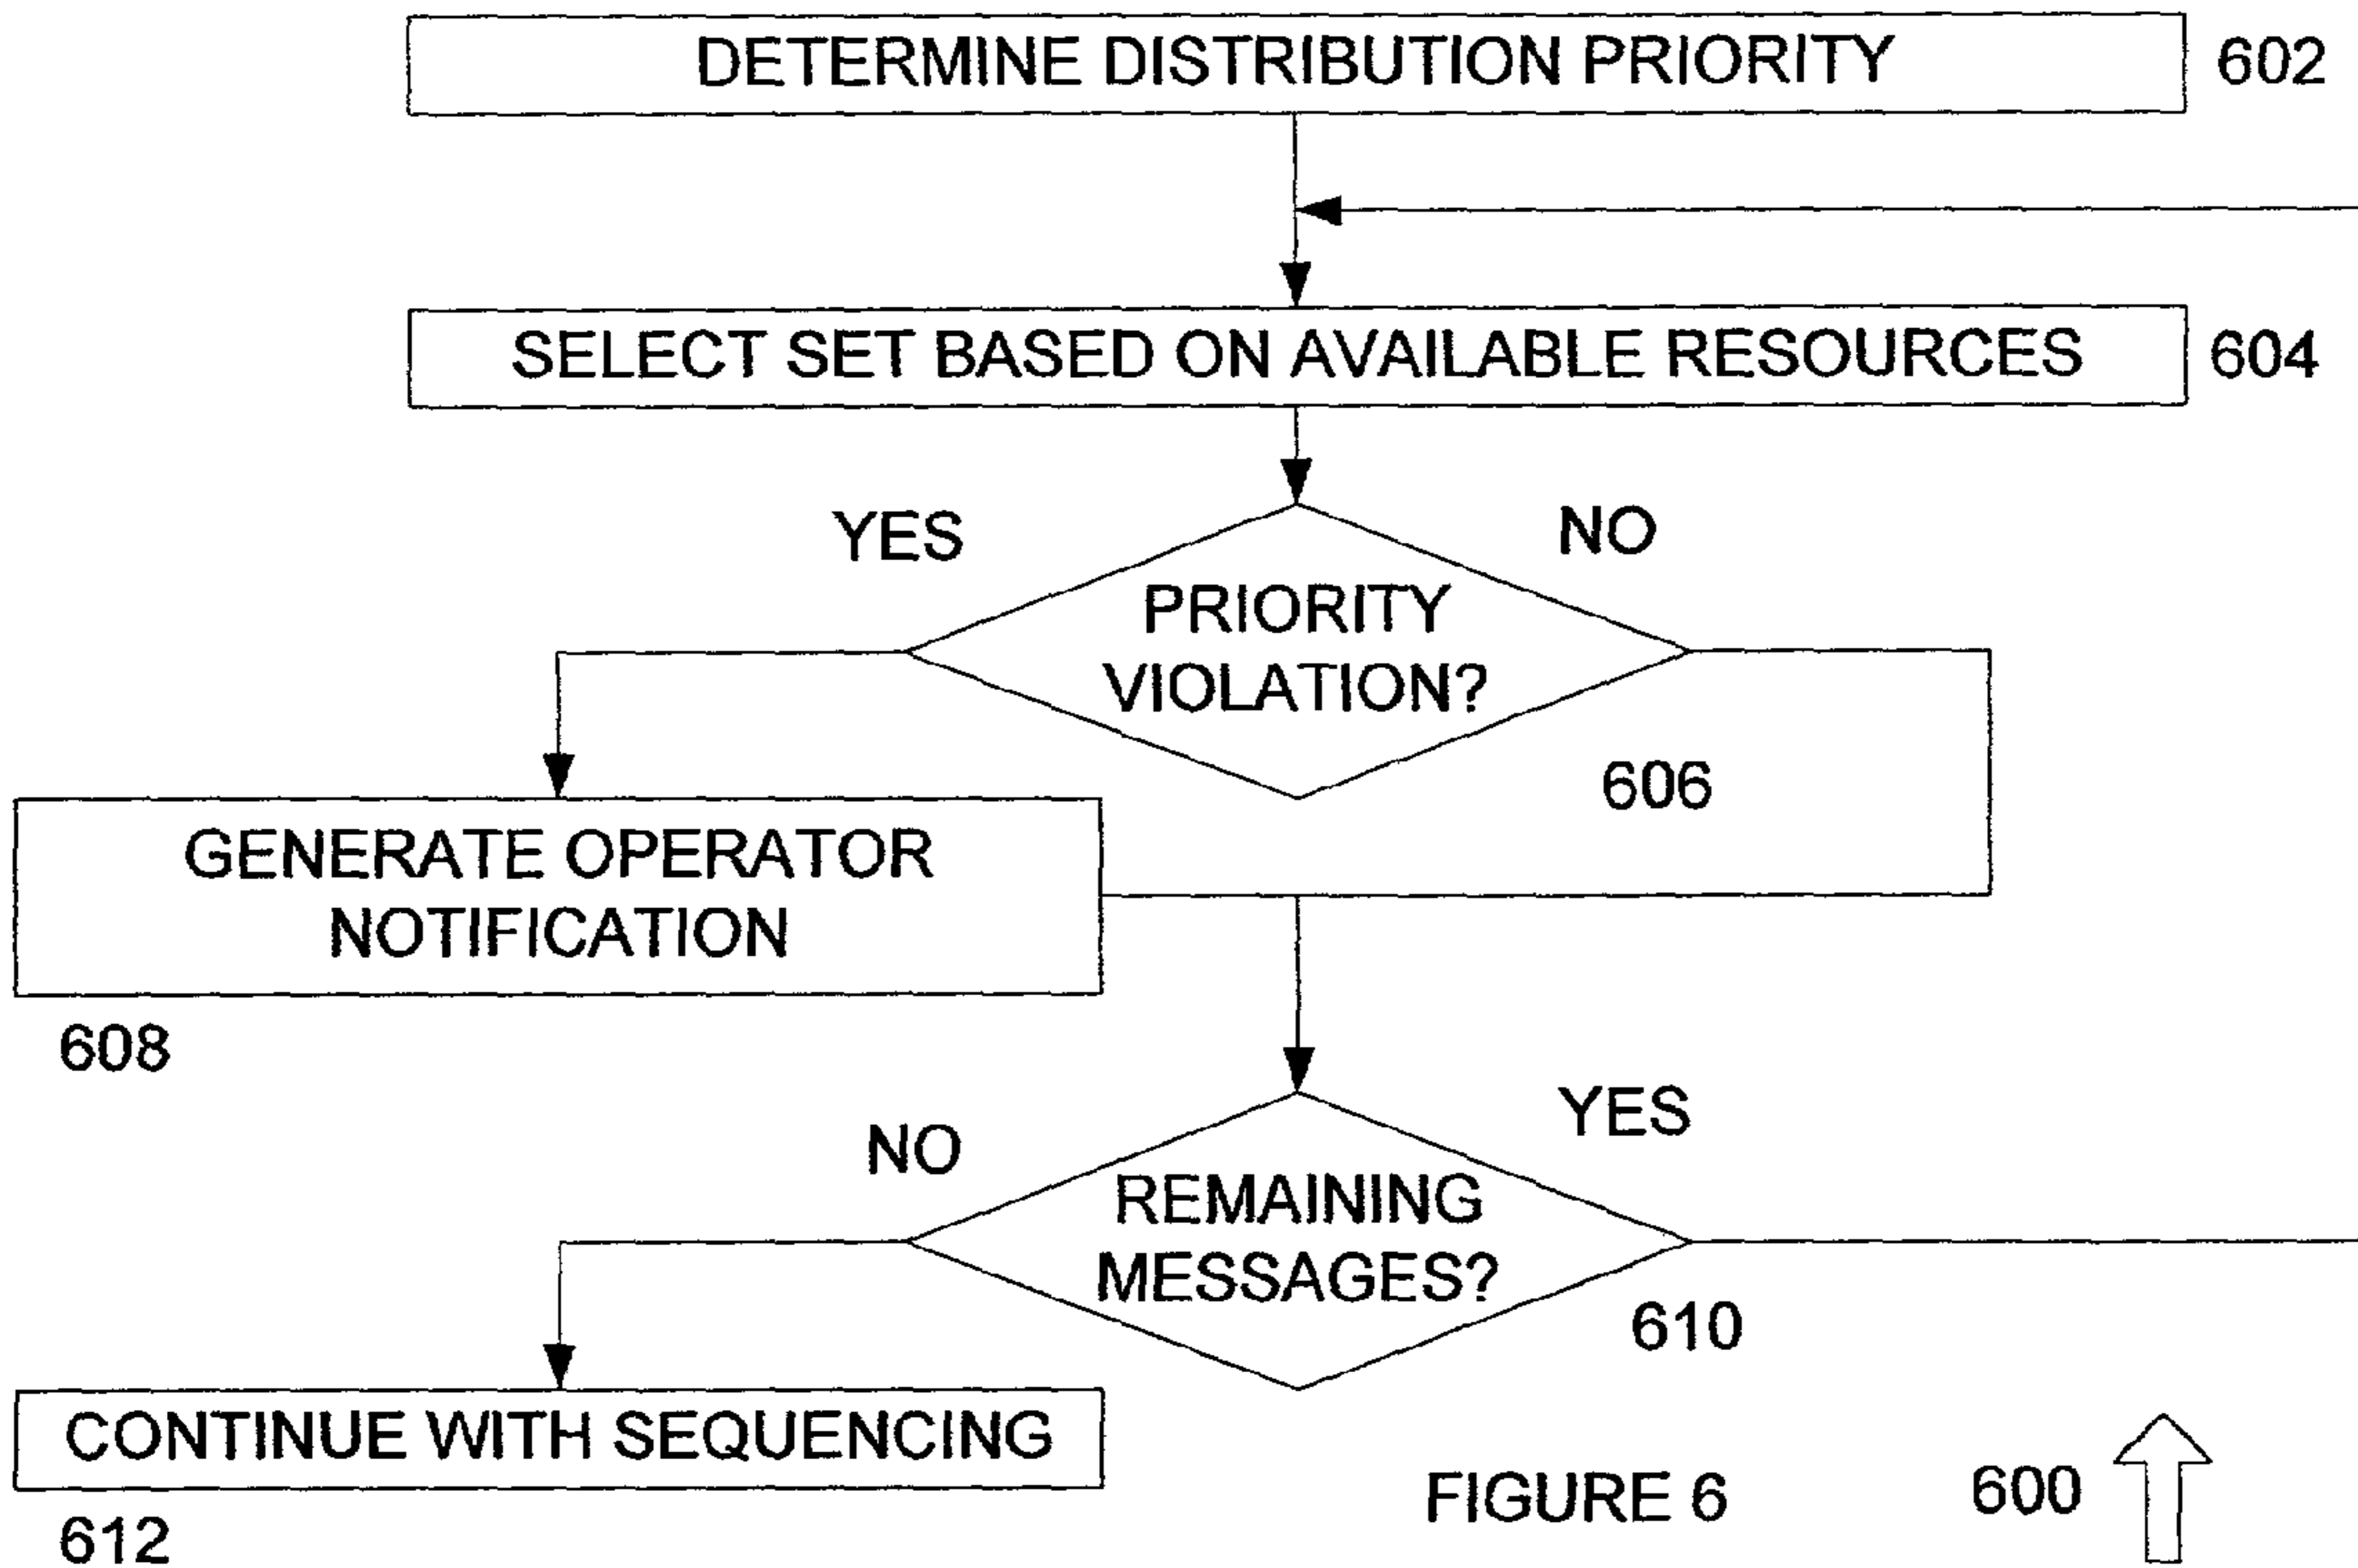 DETERMINE DISTRIBUTION PRIORITY
602
SELECT SET BASED ON AVAILABLE RESOURCES
604
YES
NO
PRIORITY
VIOLATION?
606
GENERATE OPERATOR
NOTIFICATION
608
NO
YES
REMAINING
MESSAGES?
610
CONTINUE WITH SEQUENCING
612
FIGURE 6
600